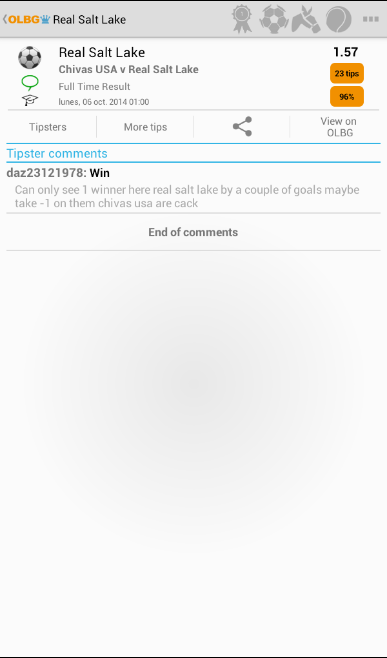 OLBG Real Salt Lake
Real Salt Lake
1.57
Chivas USA v Real Salt Lake
23 tips
Full Time Result
96%
lunes, 06 oct. 2014 01:00
Tipsters
More tips
View on
OLBG
Tipster comments
daz23121978: Win
Can only see 1 winner here real salt lake by a couple of goals maybe
take -1 on them chivas usa are cack
End of comments